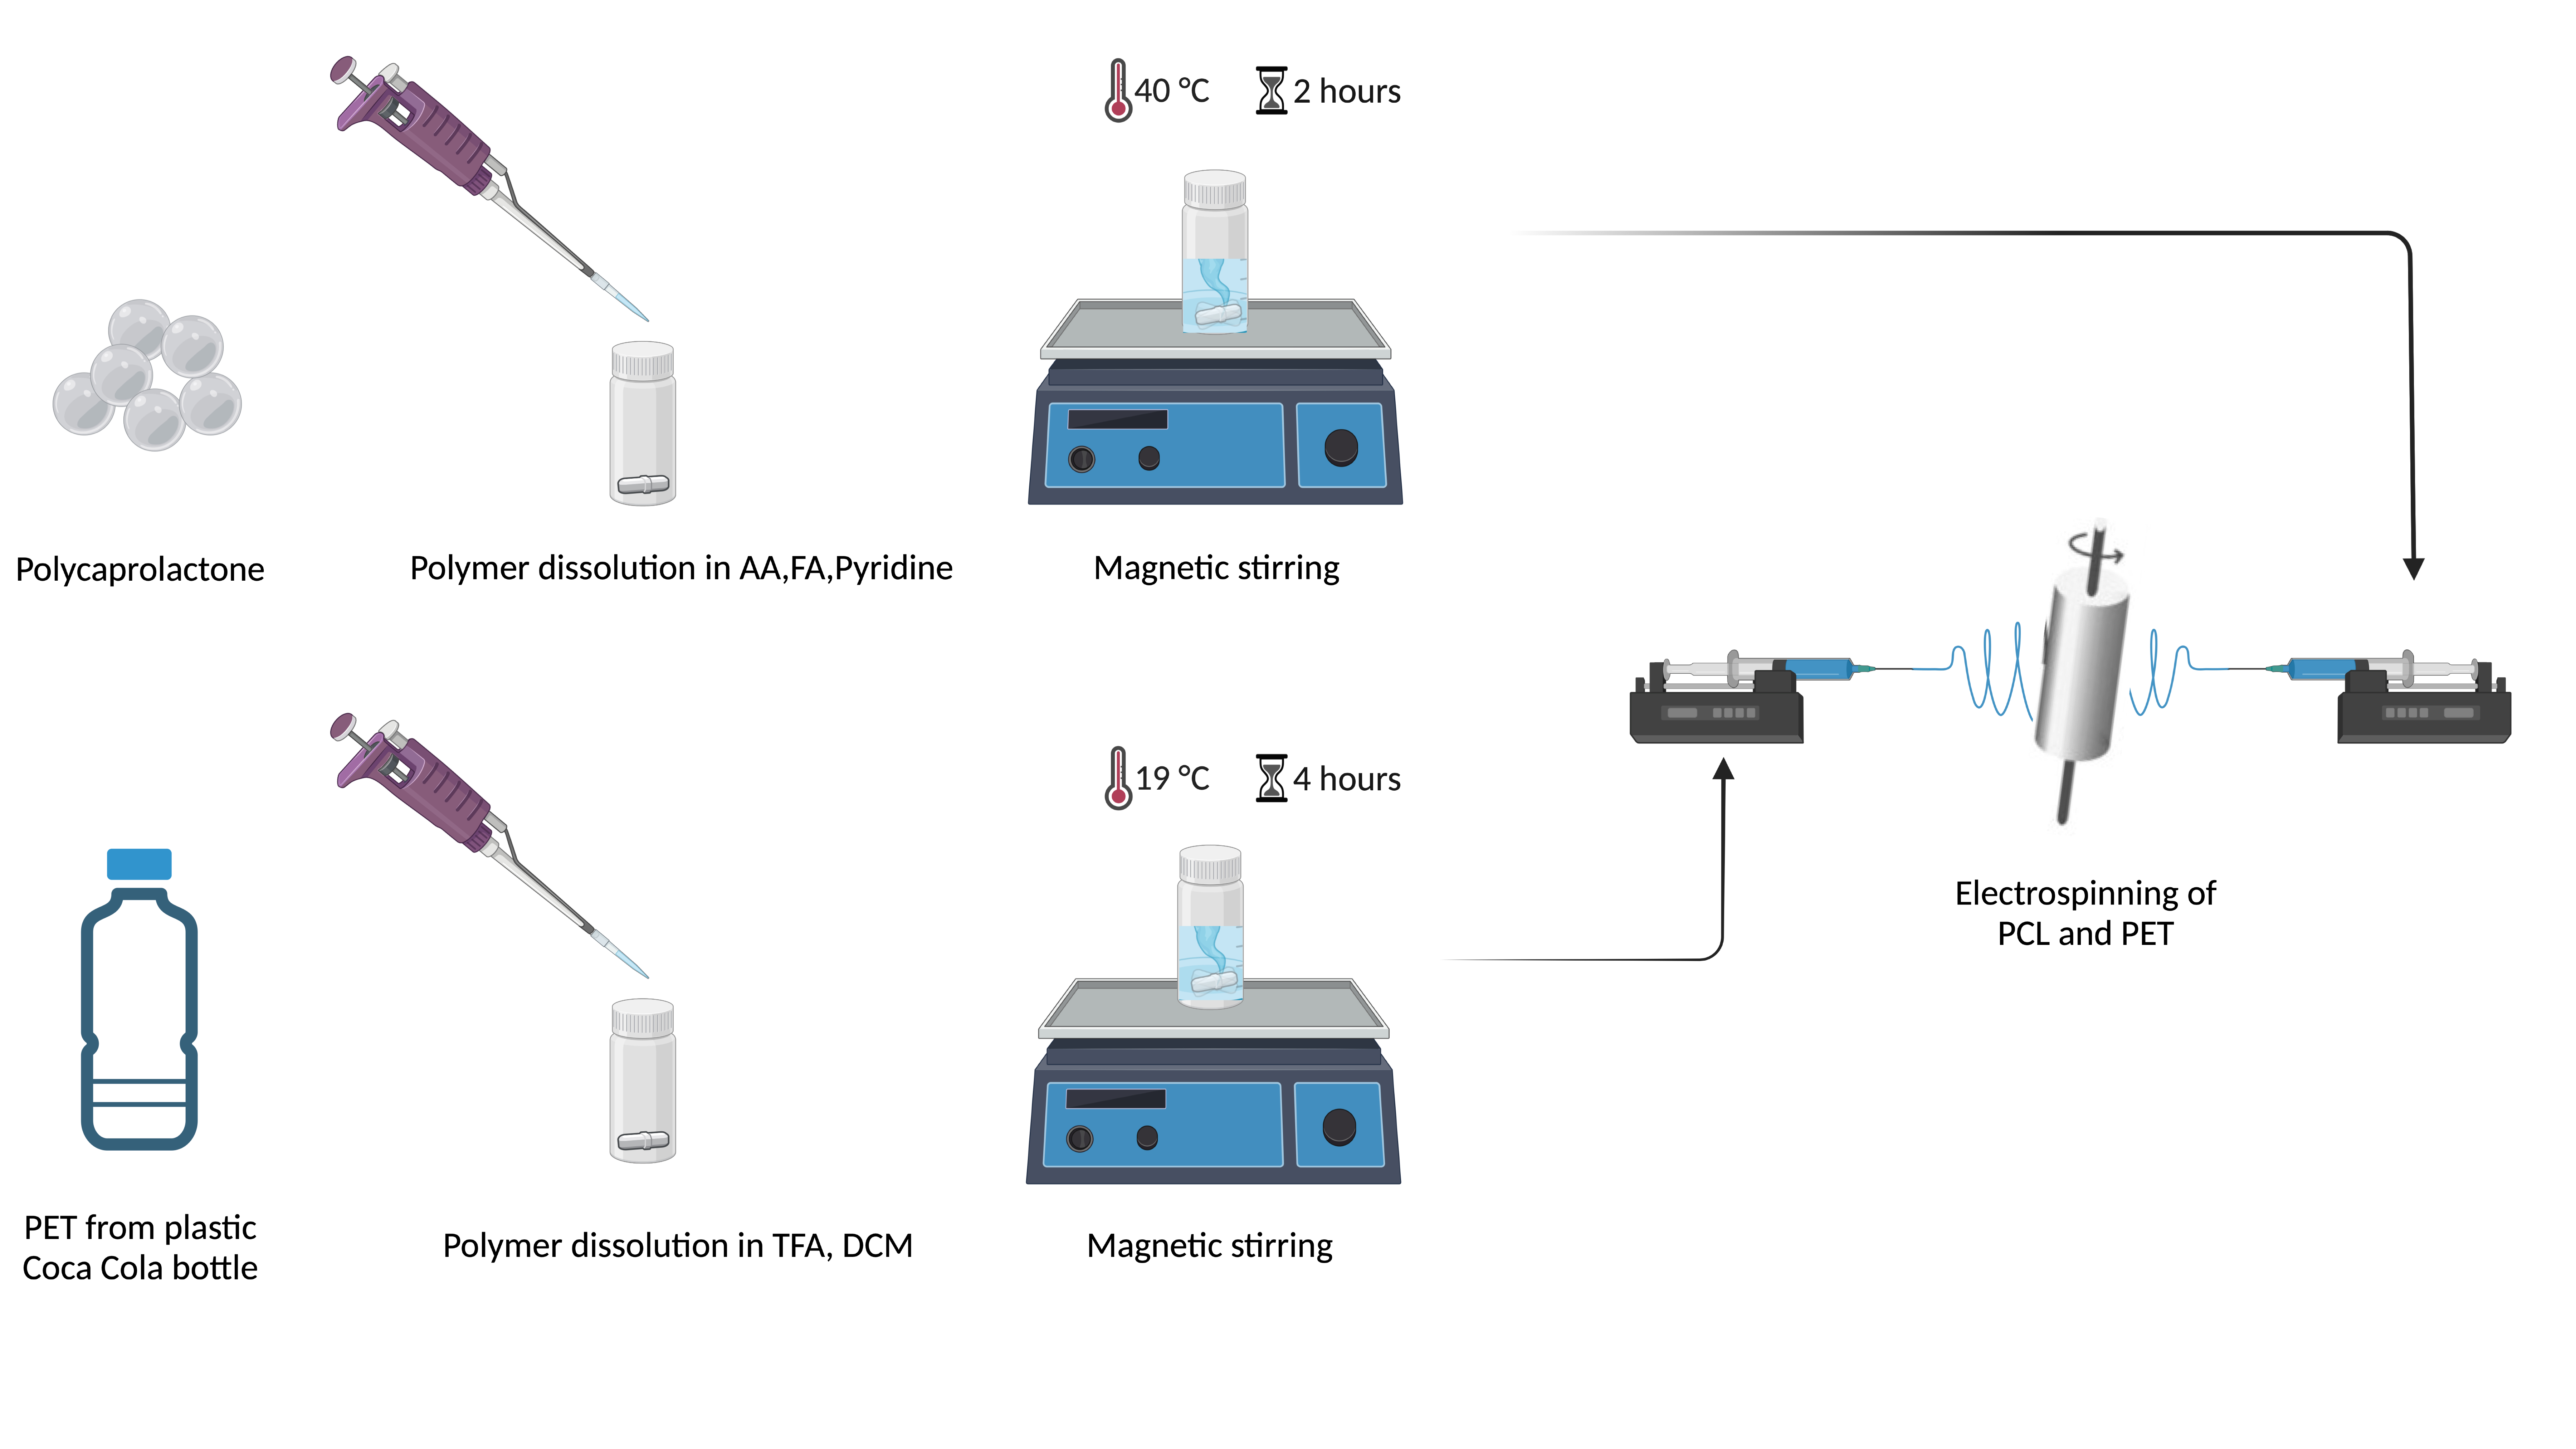 40 °C
2 hours
Polycaprolactone
Polymer dissolution in AA,FA,Pyridine
Magnetic stirring
19 °C
4 hours
Electrospinning of
PCL and PET
PET from plastic
Coca Cola bottle
Polymer dissolution in TFA, DCM
Magnetic stirring